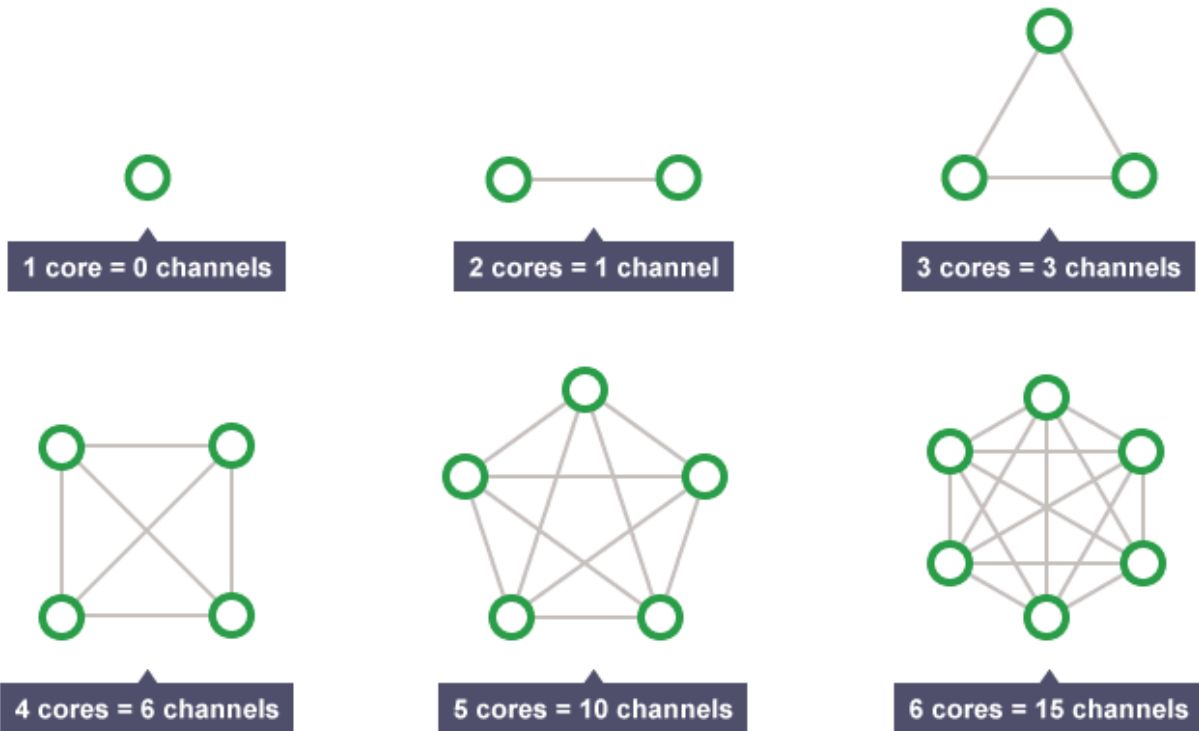 1 core = 0 channels
2 cores = 1 channel
3 cores = 3 channels
4 cores = 6 channels
5 cores = 10 channels
6 cores = 15 channels